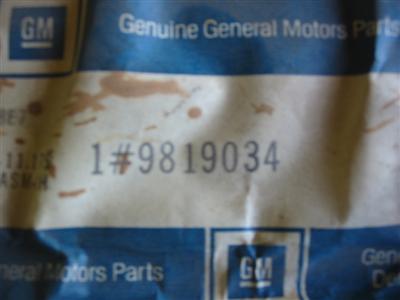 GM Genuine General Motors Parts
1#9819034
GM
General Motors Parts